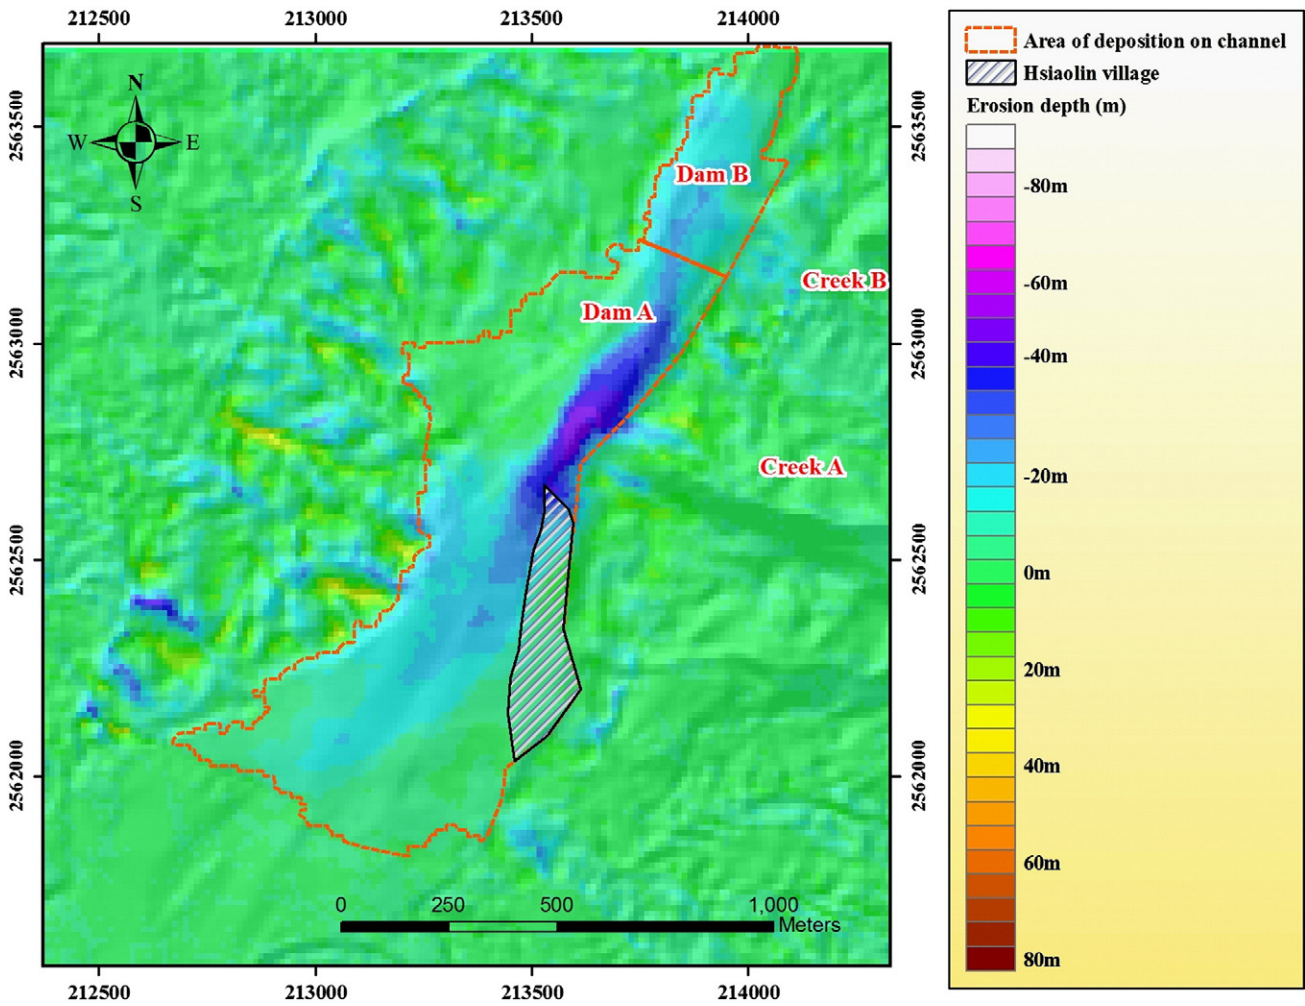 212500 213000 213500 214000
N
W E
S
2563500
2563000
2562500
2562000
Dam B
Creek B
Dam A
Creek A
2563500
2563000
2562500
2562000
0 250 500 1,000
Meters
212500 213000 213500 214000
Area of deposition on channel
Hsiaolin village
Erosion depth (m)
-80m
-60m
-40m
-20m
0m
20m
40m
60m
80m